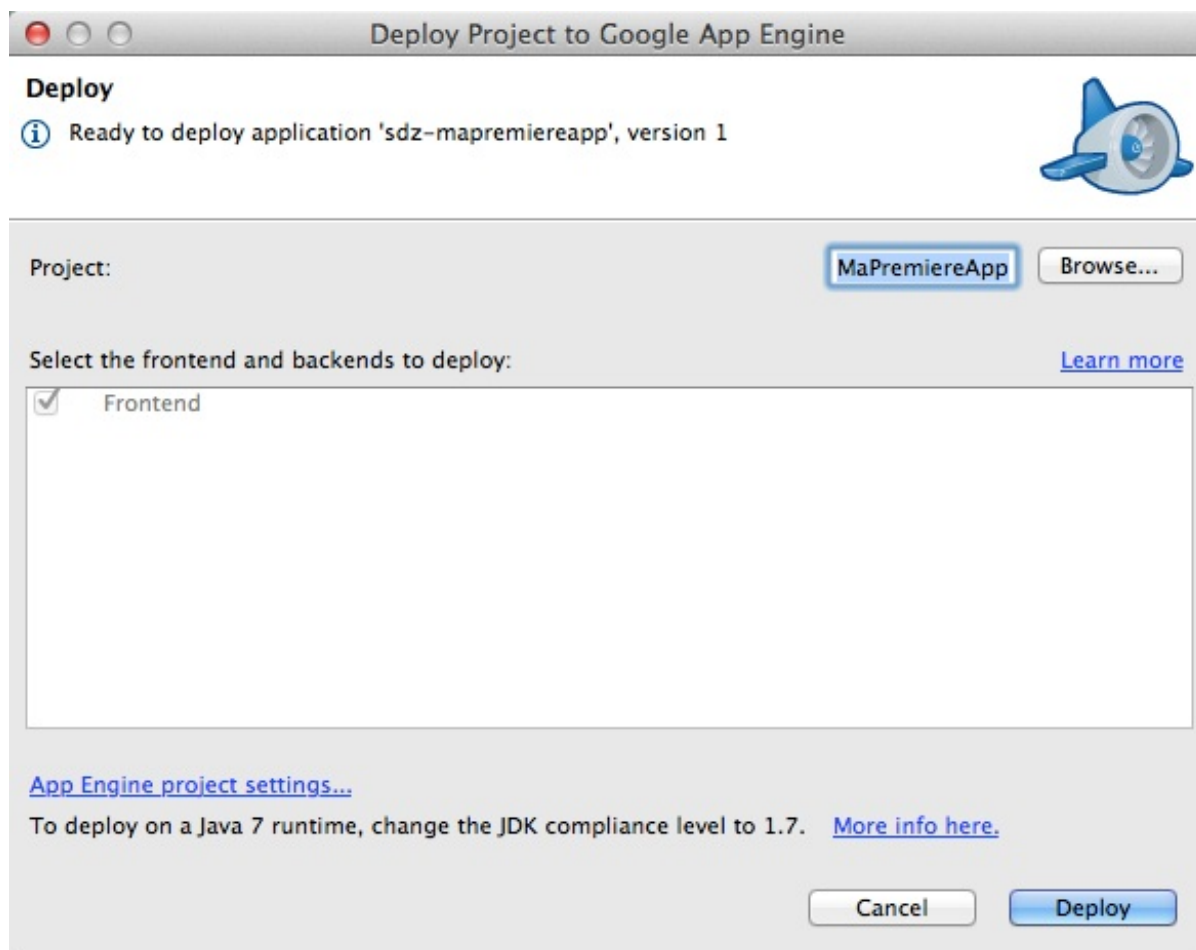 Deploy Project to Google App Engine
Deploy
Ready to deploy application 'sdz-mapremiereapp', version 1
Project: MaPremiereApp Browse...
Select the frontend and backends to deploy: Learn more
Frontend
App Engine project settings...
To deploy on a Java 7 runtime, change the JDK compliance level to 1.7. More info here.
Cancel Deploy